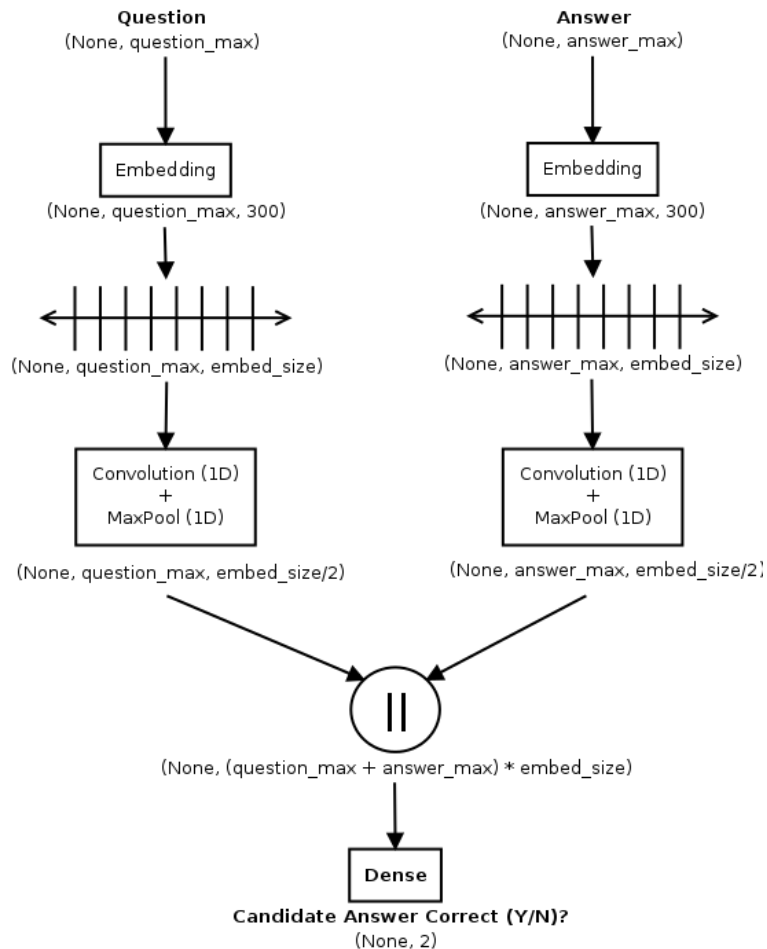 Question
(None, question_max)
Answer
(None, answer_max)
Embedding
Embedding
(None, question_max, 300)
(None, answer_max, 300)
(None, question_max, embed_size)
(None, answer_max, embed_size)
Convolution (1D)
+
MaxPool (1D)
Convolution (1D)
+
MaxPool (1D)
(None, question_max, embed_size/2)
(None, answer_max, embed_size/2)
||
(None, (question_max + answer_max) * embed_size)
Dense
Candidate Answer Correct (Y/N)?
(None, 2)